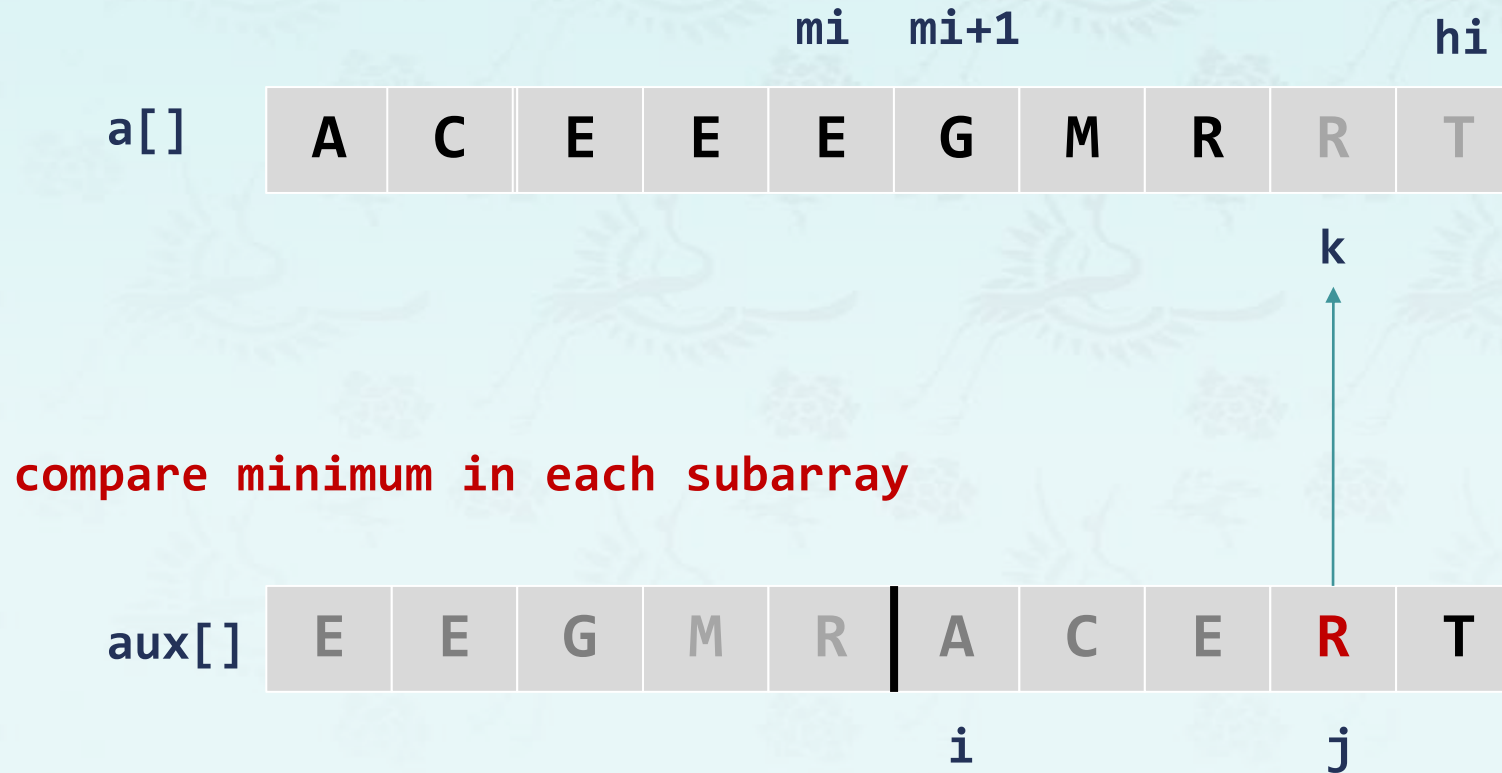 mi mi+1 hi
a[] A C E E E G M R R T
k
compare minimum in each subarray
aux[] E E G M R A C E R T
i j